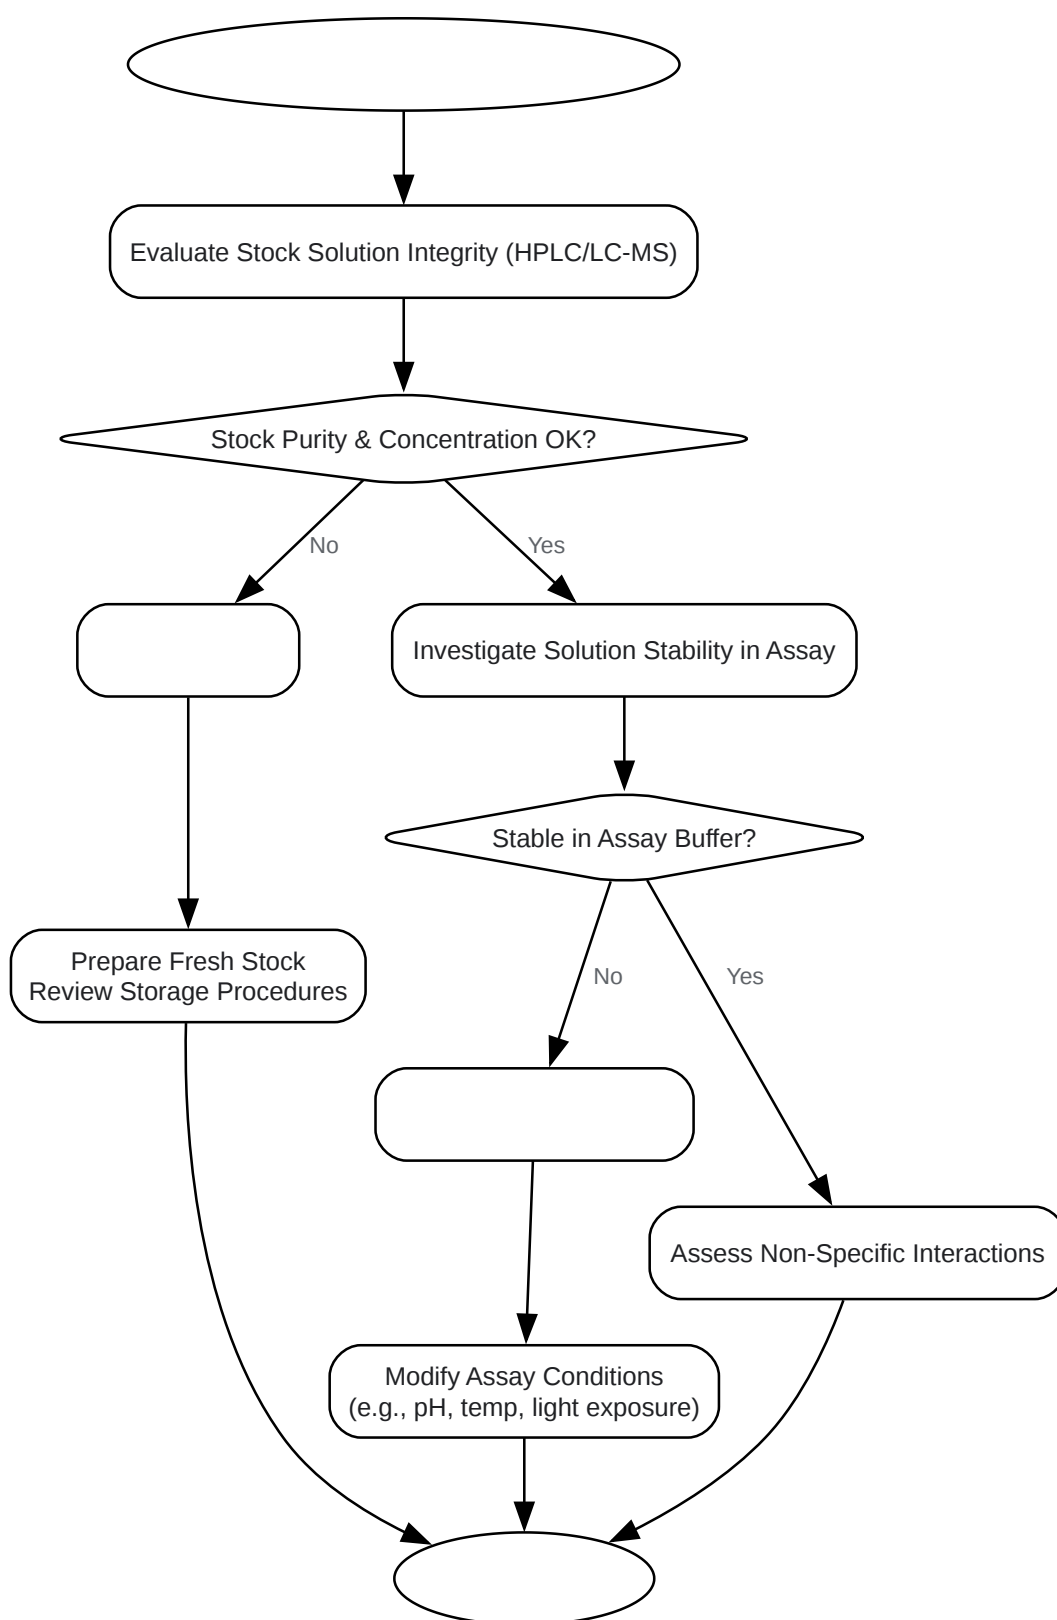 Evaluate Stock Solution Integrity (HPLC/LC-MS)
Stock Purity & Concentration OK?
No
Yes
Investigate Solution Stability in Assay
Stable in Assay Buffer?
Prepare Fresh Stock
Review Storage Procedures
No
Yes
Assess Non-Specific Interactions
Modify Assay Conditions
(e.g., pH, temp, light exposure)